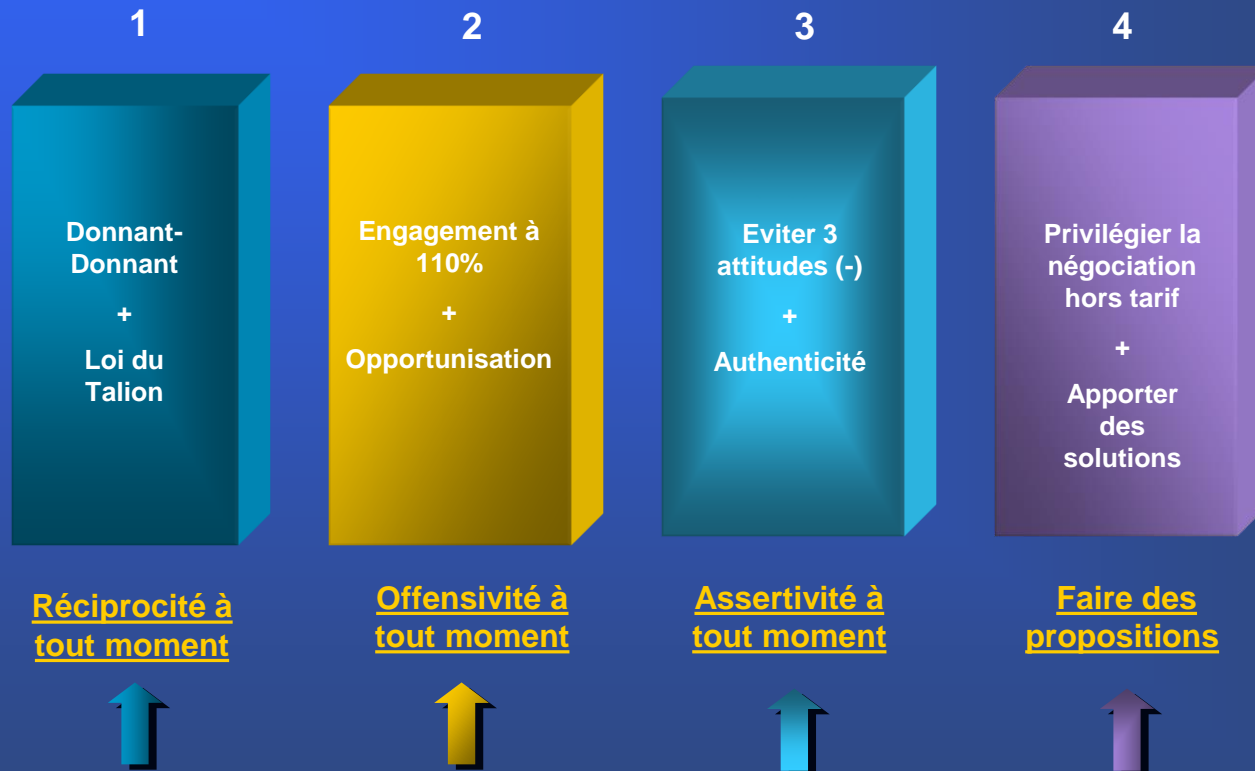 1
2
3
4
Donnant-
Donnant
+
Loi du
Talion
Engagement à
110%
+
Opportunisation
Eviter 3
attitudes (-)
+
Authenticité
Privilégier la
négociation
hors tarif
+
Apporter
des
solutions
Réciprocité à
tout moment
Offensivité à
tout moment
Assertivité à
tout moment
Faire des
propositions